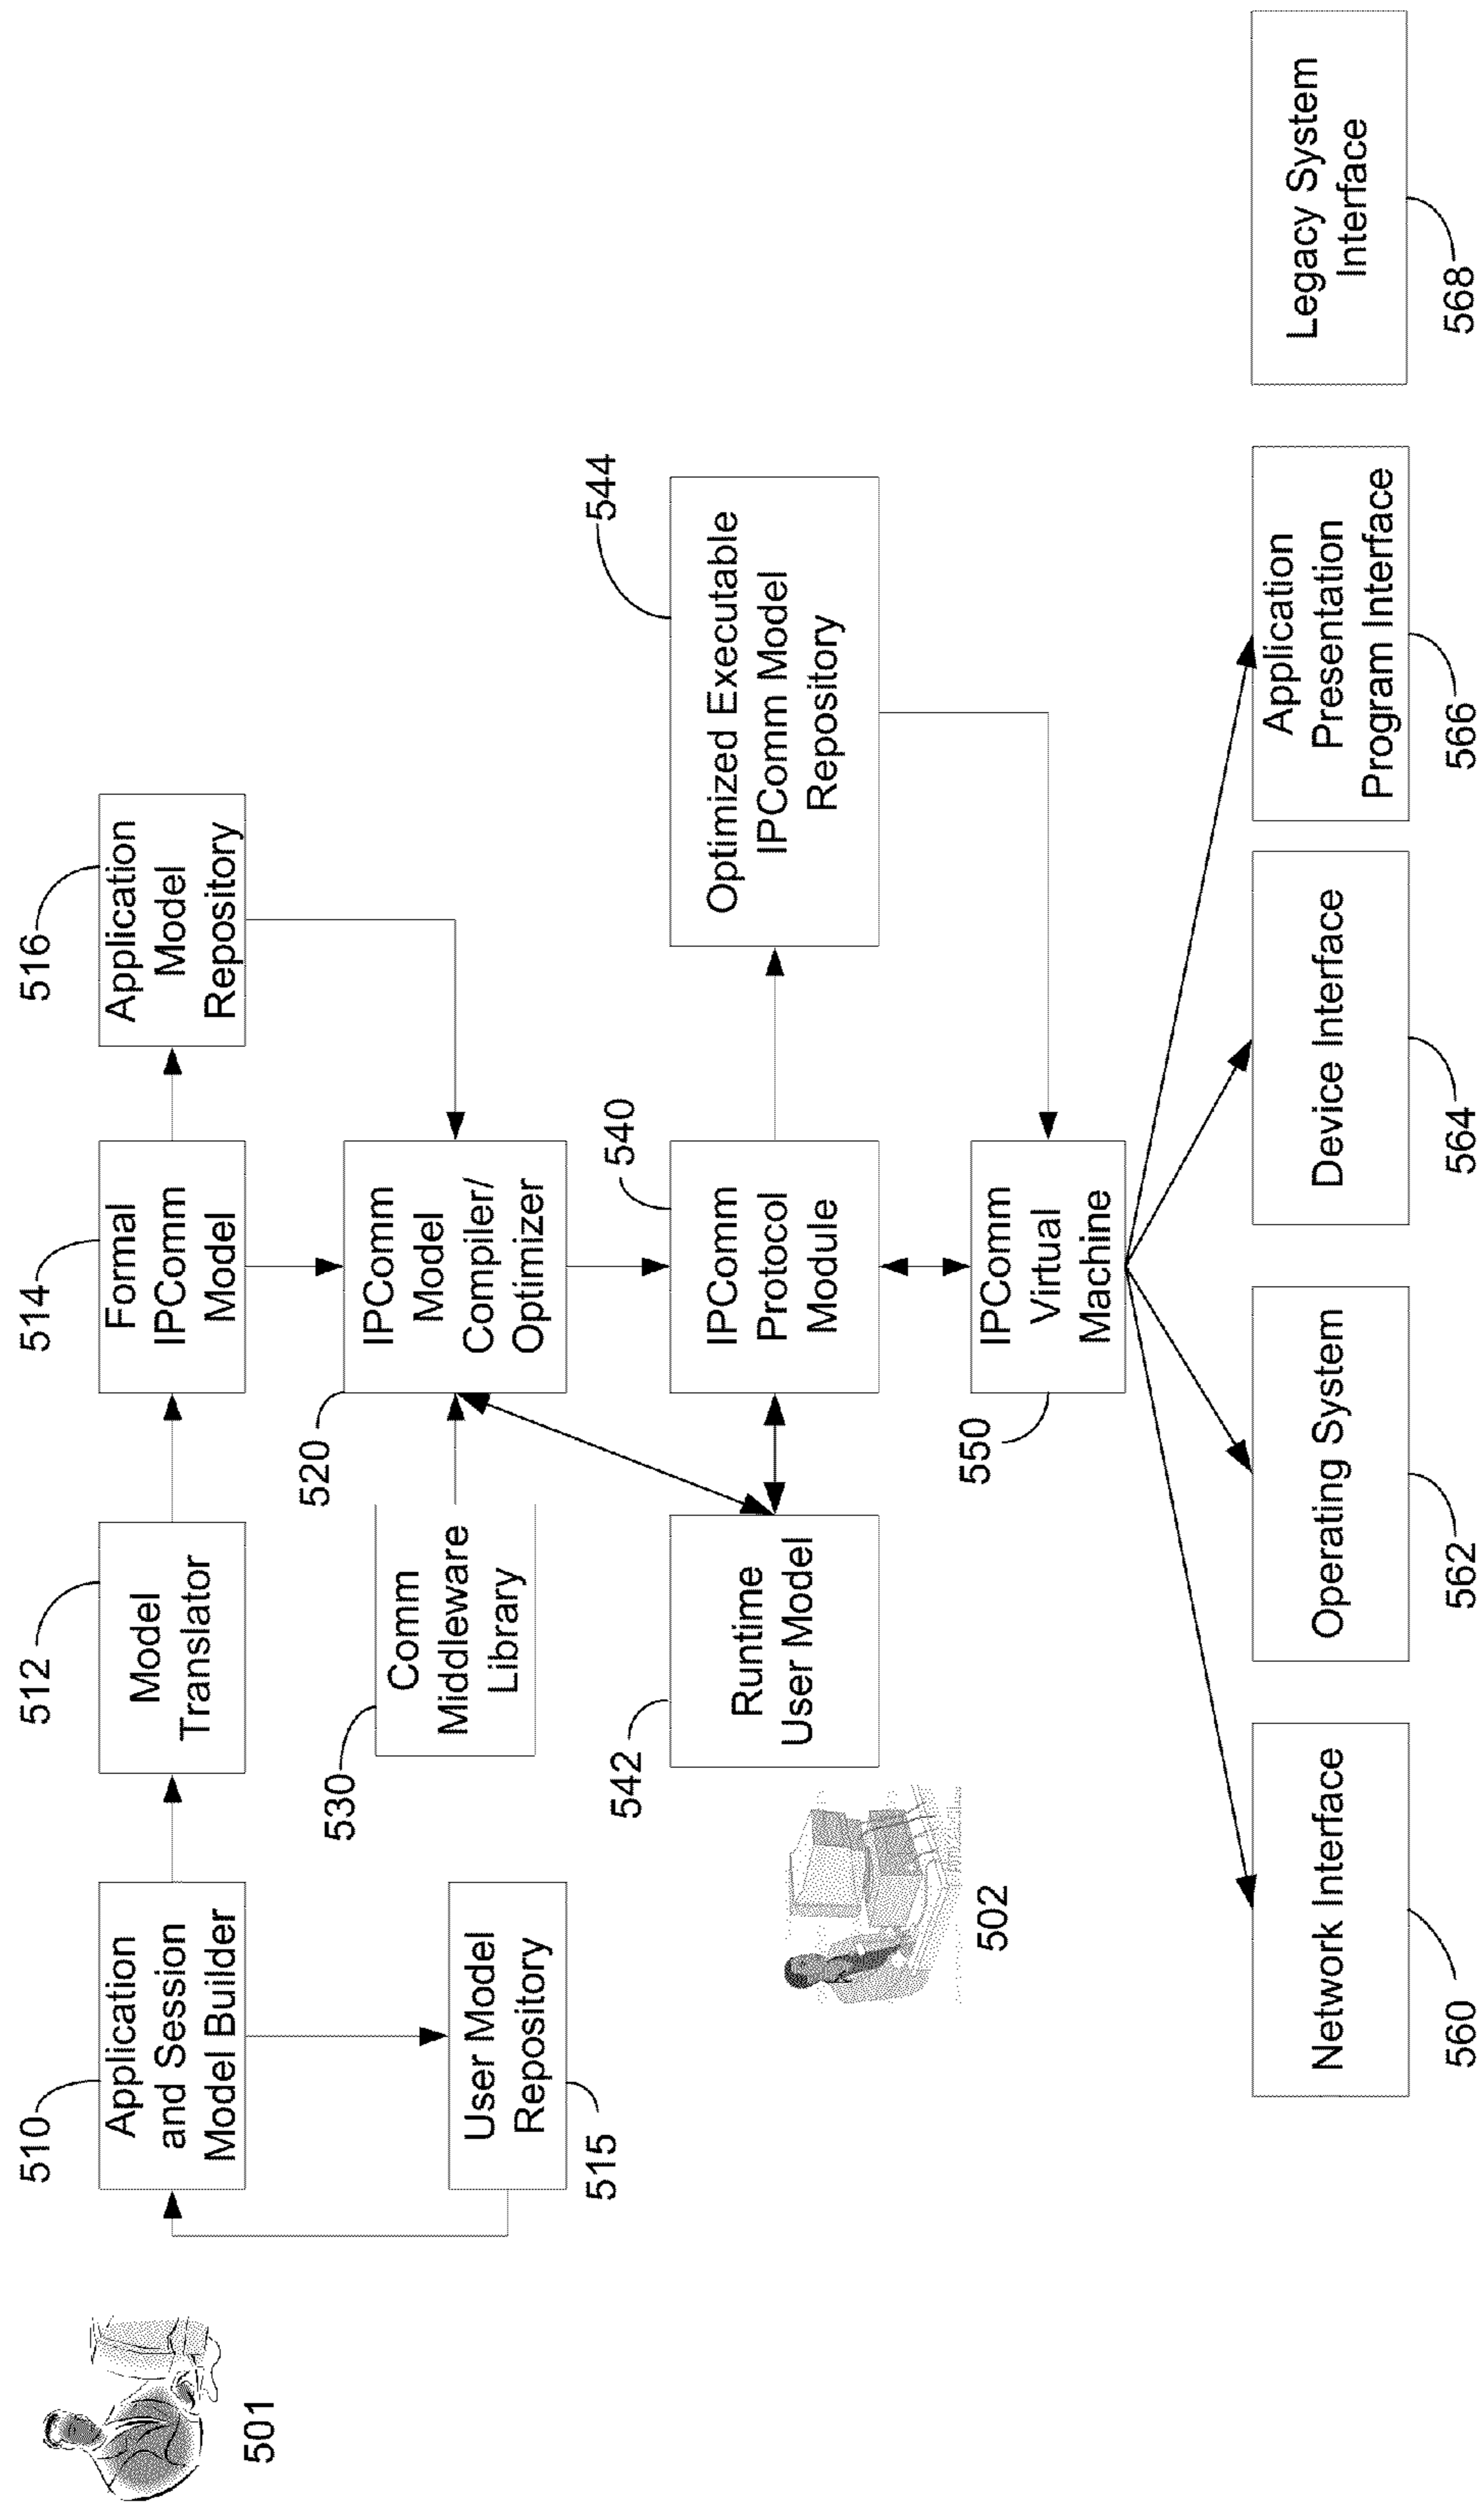 501
510
Application
and Session
Model Builder
512
Model
Translator
514
Formal
IPComm
Model
516
Application
Model
Repository
515
User Model
Repository
530
Comm
Middleware
Library
520
IPComm
Model
Compiler/
Optimizer
502
542
Runtime
User Model
540
IPComm
Protocol
Module
544
Optimized Executable
IPComm Model
Repository
550
IPComm
Virtual
Machine
Network Interface
560
Operating System
562
Device Interface
564
Application
Presentation
Program Interface
566
Legacy System
Interface
568